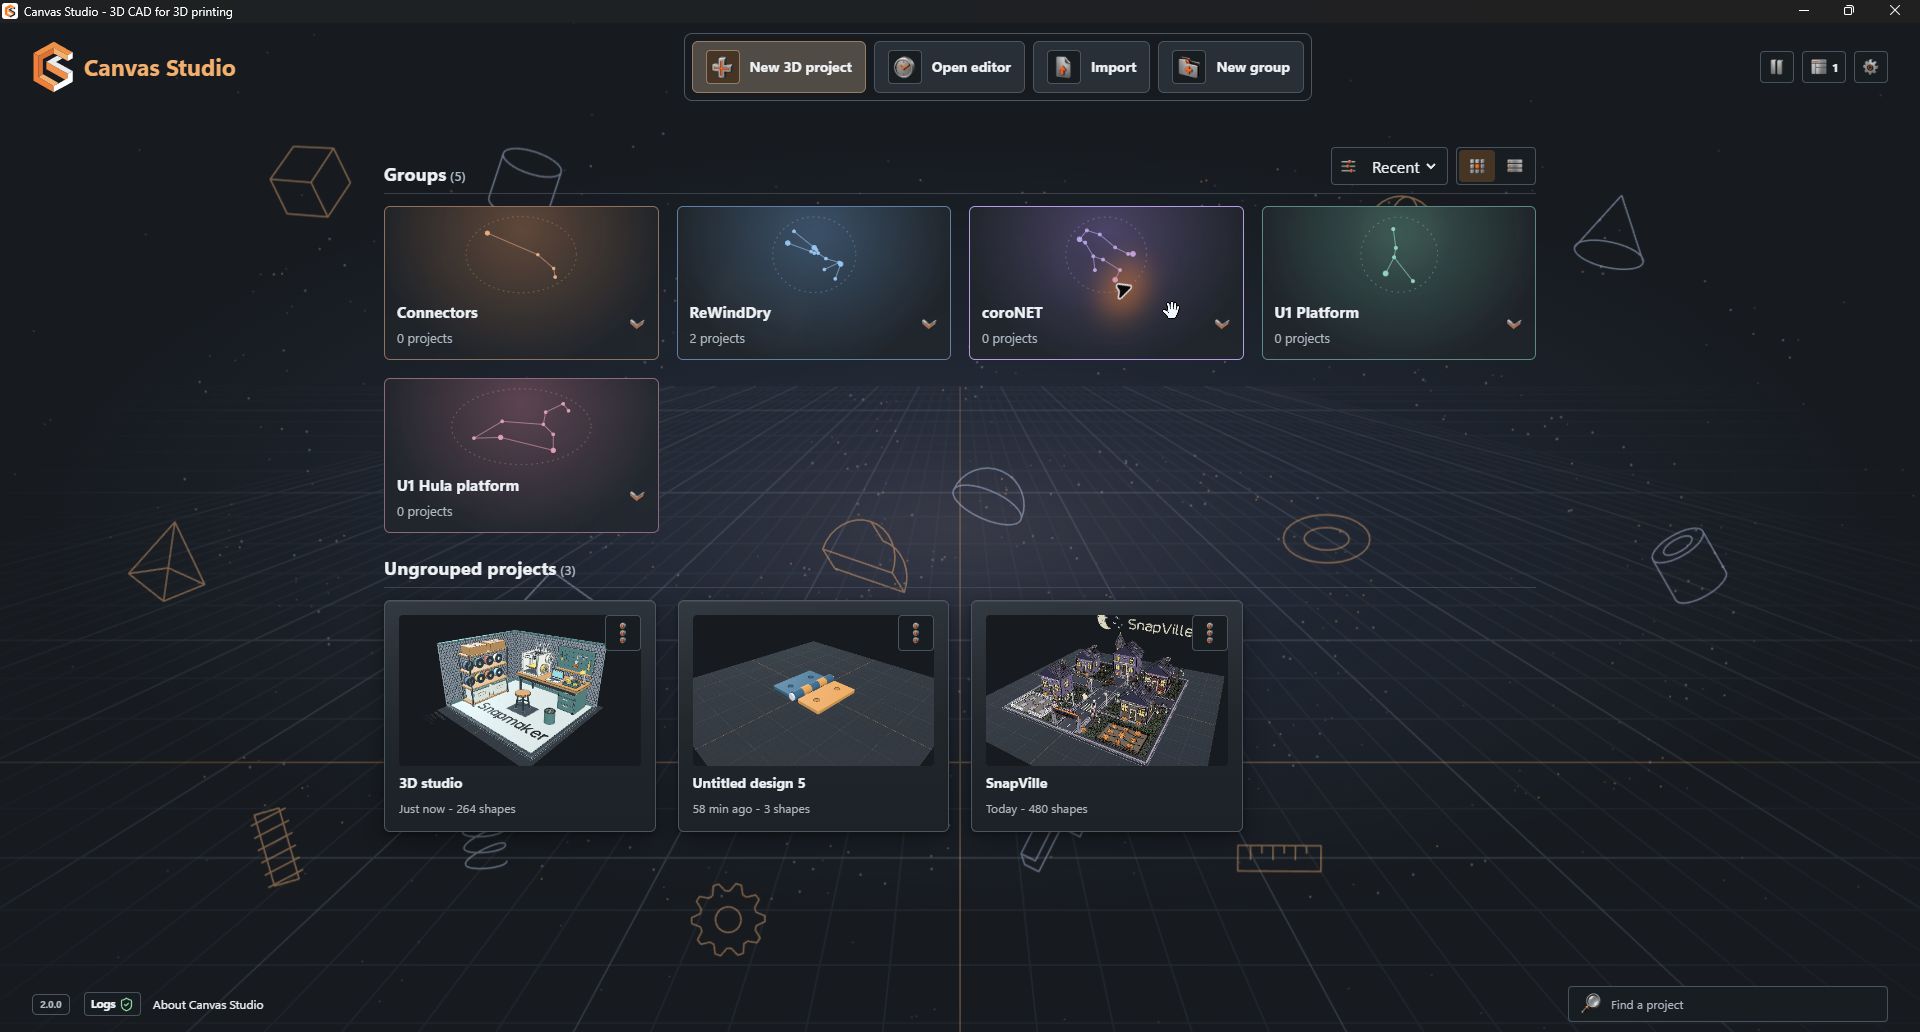 Canvas Studio - 3D CAD for 3D printing
Canvas Studio
New 3D project
Open editor
Import
New group
1
Groups (5)
Recent
Connectors
0 projects
ReWindDry
2 projects
coroNET
0 projects
U1 Platform
0 projects
U1 Hula platform
0 projects
Ungrouped projects (3)
Snapmaker
SnapVille
3D studio
Just now - 264 shapes
Untitled design 5
58 min ago - 3 shapes
SnapVille
Today - 480 shapes
2.0.0
Logs
About Canvas Studio
Find a project